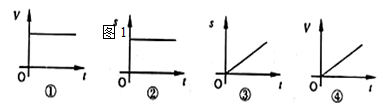 V s 图1 s V
O t O t O t O t
① ② ③ ④